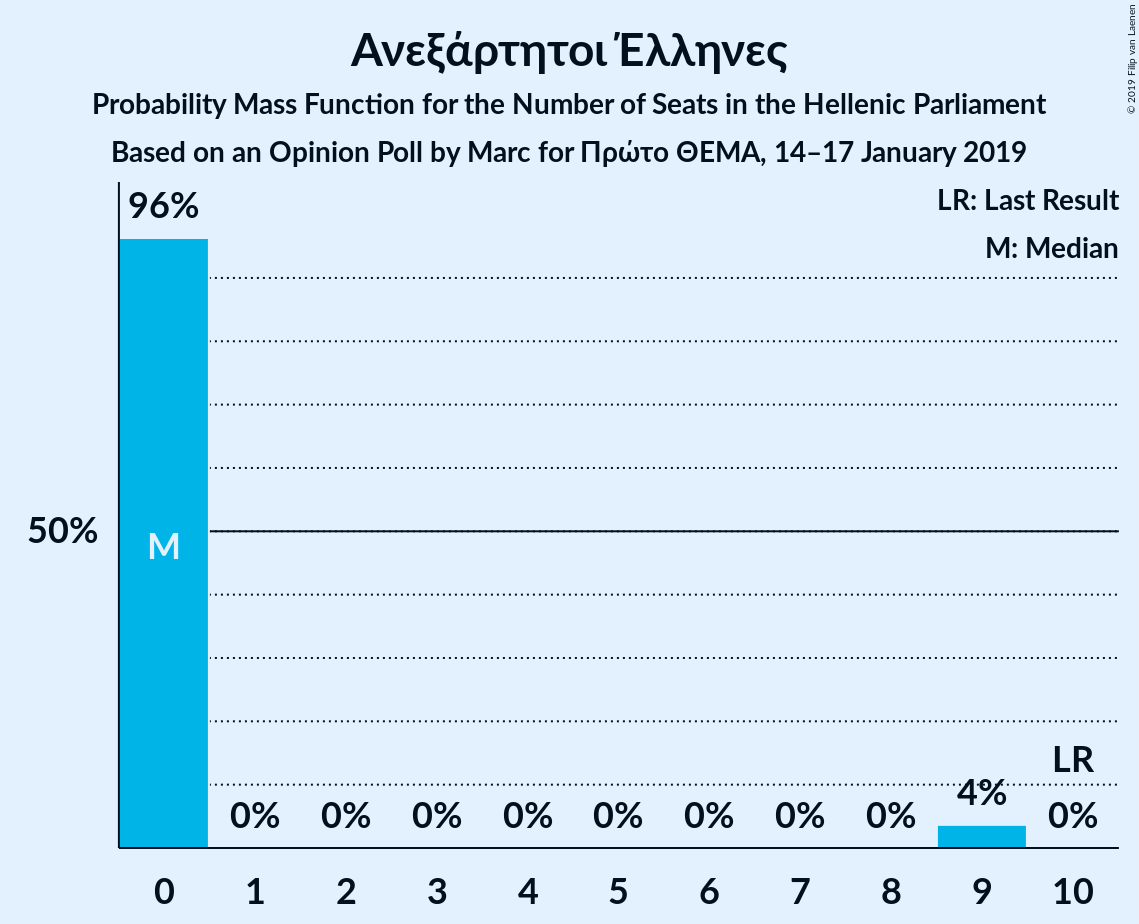 Ανεξάρτητοι Έλληνες
Probability Mass Function for the Number of Seats in the Hellenic Parliament
Based on an Opinion Poll by Marc for Πρώτο ΘΕΜΑ, 14–17 January 2019
© 2019 Filip van Laenen
LR: Last Result
M: Median
96%
50%
M
LR
0% 0% 0% 0% 0% 0% 0% 0% 4% 0%
0 1 2 3 4 5 6 7 8 9 10